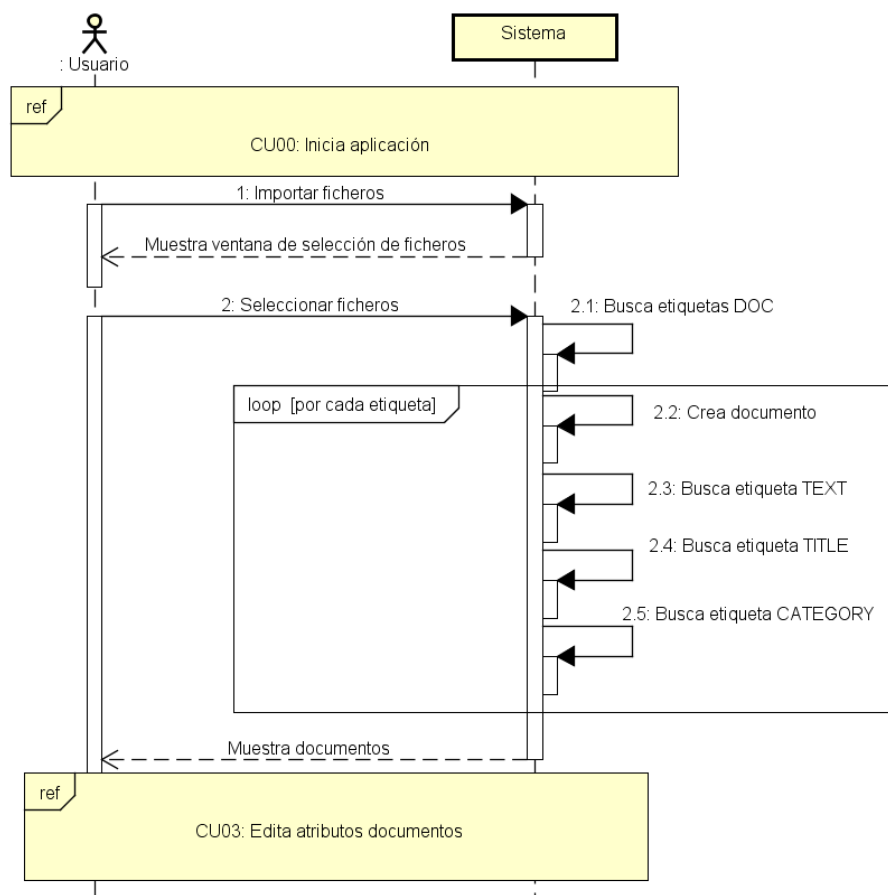 : Usuario
Sistema
ref
CU00: Inicia aplicación
1: Importar ficheros
Muestra ventana de selección de ficheros
2: Seleccionar ficheros
2.1: Busca etiquetas DOC
loop [por cada etiqueta]
2.2: Crea documento
2.3: Busca etiqueta TEXT
2.4: Busca etiqueta TITLE
2.5: Busca etiqueta CATEGORY
Muestra documentos
ref
CU03: Edita atributos documentos